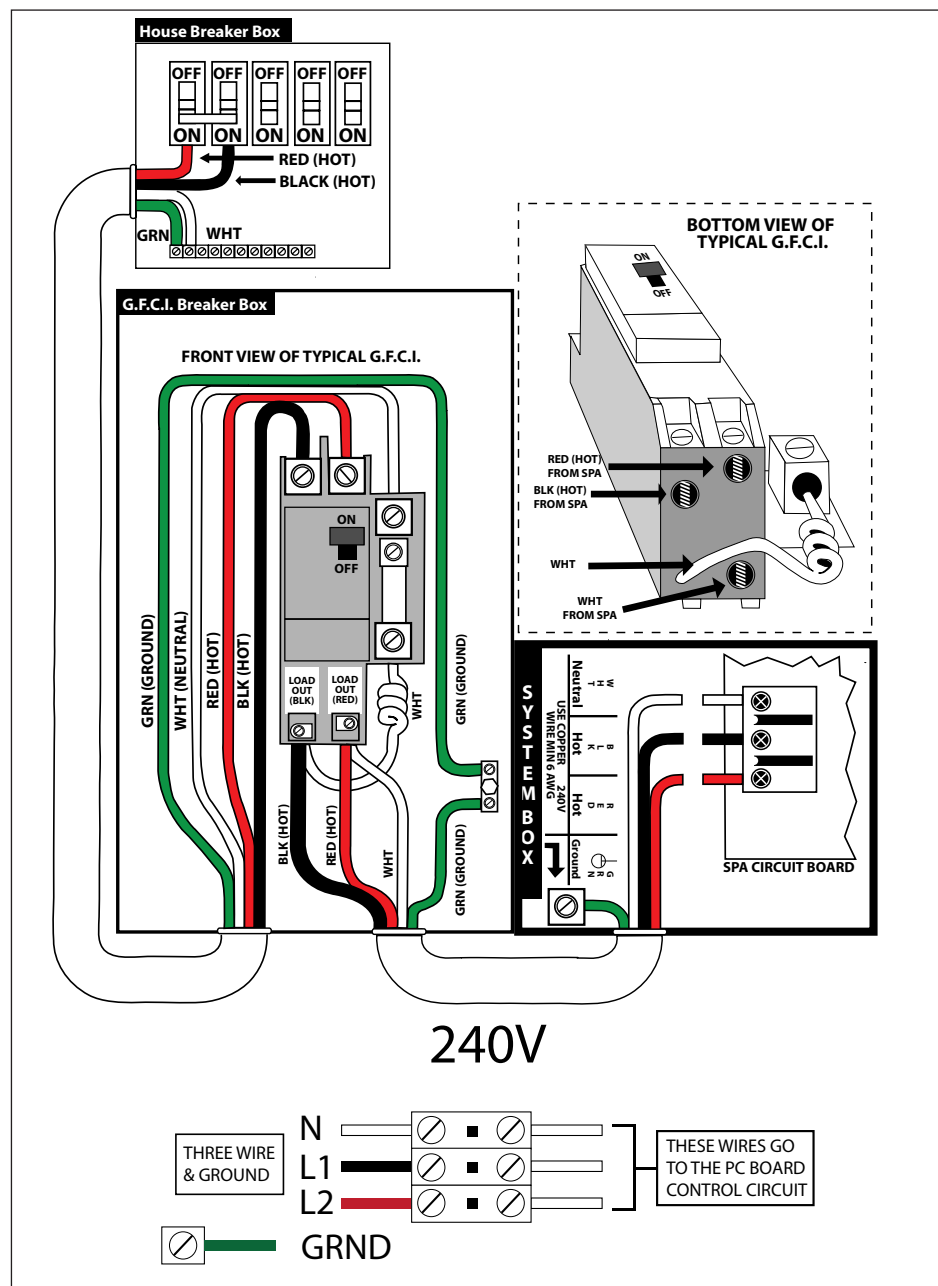 House Breaker Box
OFF OFF OFF OFF OFF
ON ON ON ON ON
RED (HOT)
BLACK (HOT)
GRN
WHT
BOTTOM VIEW OF
TYPICAL G.F.C.I.
ON
OFF
RED (HOT)
FROM SPA
BLK (HOT)
FROM SPA
WHT
WHT
FROM SPA
G.F.C.I. Breaker Box
FRONT VIEW OF TYPICAL G.F.C.I.
ON
OFF
GRN (GROUND)
WHT (NEUTRAL)
RED (HOT)
BLK (HOT)
LOAD
OUT
(BLK)
LOAD
OUT
(RED)
WHT
GRN (GROUND)
BLK (HOT)
RED (HOT)
WHT
GRN (GROUND)
SYSTEM BOX
Neutral
WHT
Hot
BLK
Hot
RED
Ground
GRN
240V
USE COPPER
WIRE MIN 6 AWG
SPA CIRCUIT BOARD
240V
THREE WIRE
& GROUND
N
L1
L2
GRND
THESE WIRES GO
TO THE PC BOARD
CONTROL CIRCUIT